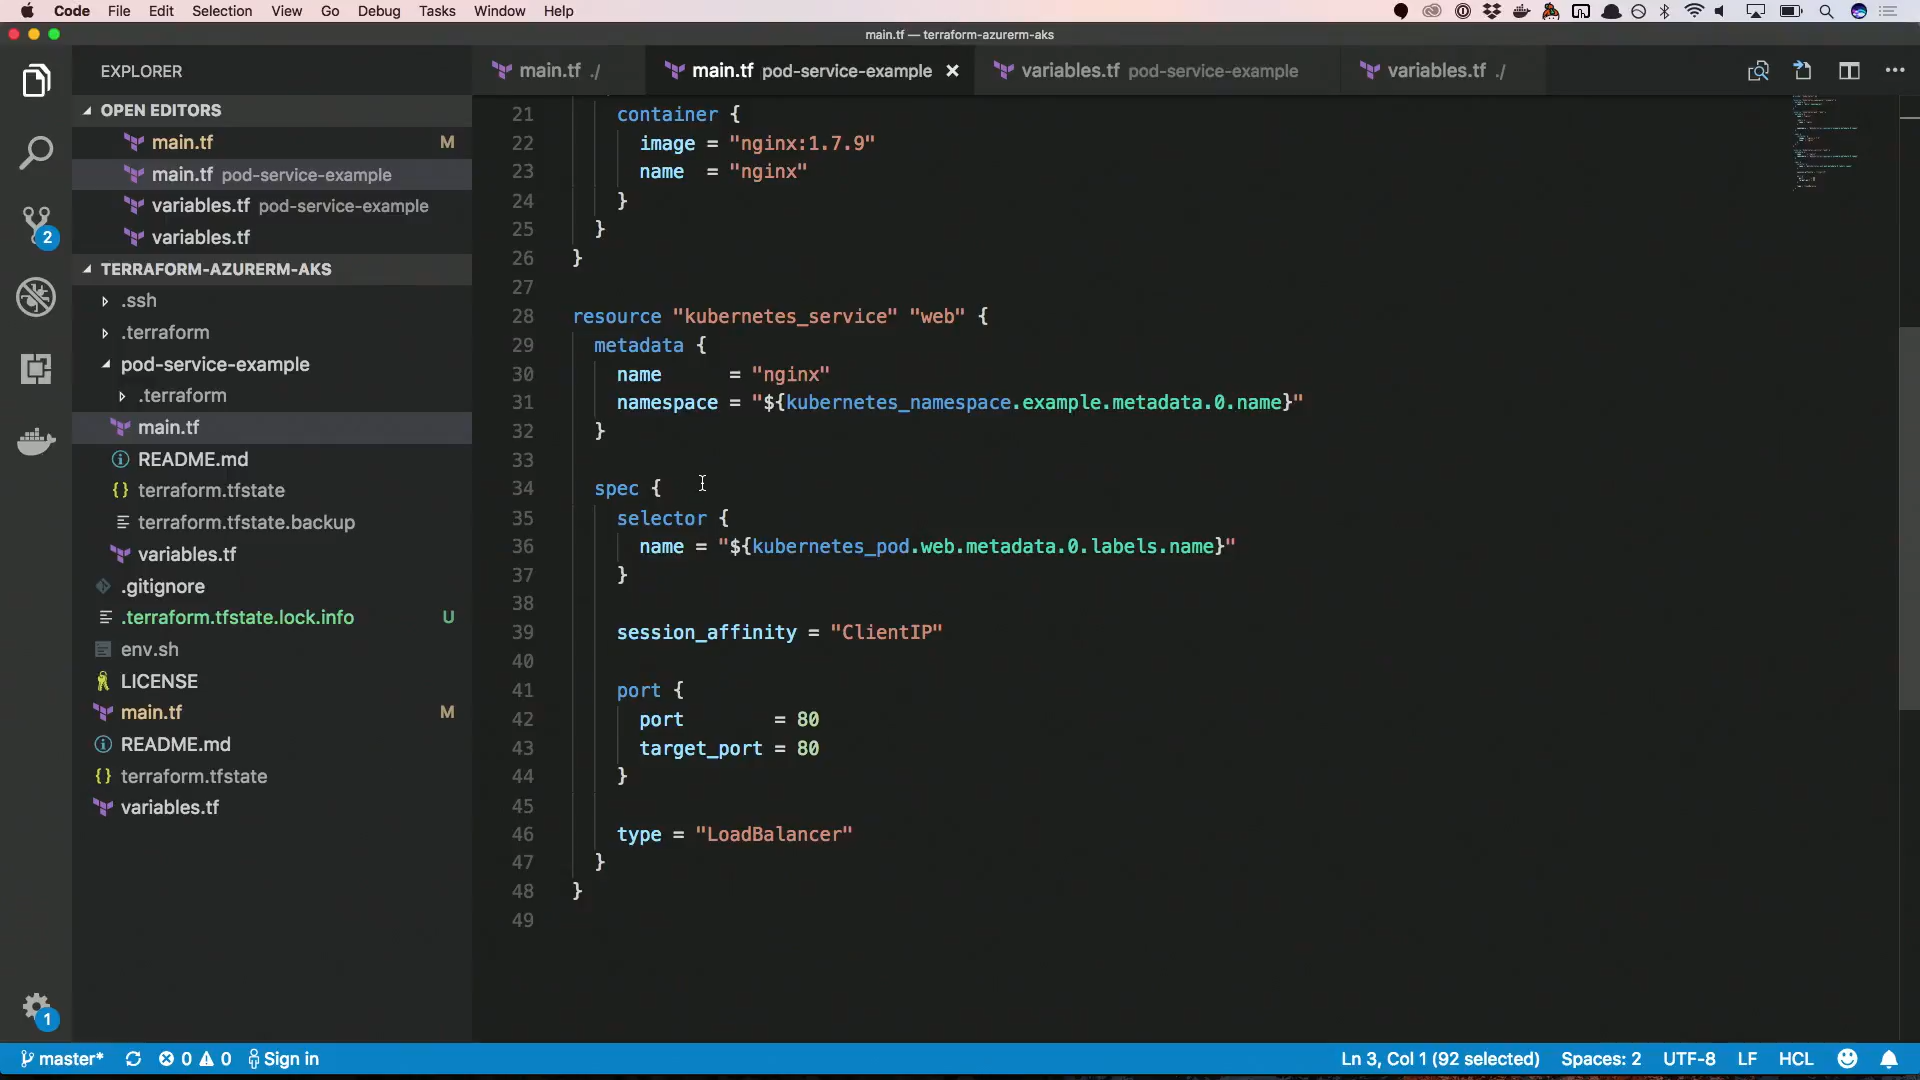 Code File Edit Selection View Go Debug Tasks Window Help
main.tf — terraform-azurerm-aks
EXPLORER
OPEN EDITORS
main.tf M
main.tf pod-service-example
variables.tf pod-service-example
variables.tf
TERRAFORM-AZURERM-AKS
.ssh
.terraform
pod-service-example
.terraform
main.tf
README.md
terraform.tfstate
terraform.tfstate.backup
variables.tf
.gitignore
.terraform.tfstate.lock.info U
env.sh
LICENSE
main.tf M
README.md
terraform.tfstate
variables.tf
2
1
main.tf ./ main.tf pod-service-example variables.tf pod-service-example variables.tf ./
21 container {
22 image = "nginx:1.7.9"
23 name  = "nginx"
24 }
25 }
26 }
27
28 resource "kubernetes_service" "web" {
29 metadata {
30 name      = "nginx"
31 namespace = "${kubernetes_namespace.example.metadata.0.name}"
32 }
33
34 spec {
35 selector {
36 name = "${kubernetes_pod.web.metadata.0.labels.name}"
37 }
38
39 session_affinity = "ClientIP"
40
41 port {
42 port        = 80
43 target_port = 80
44 }
45
46 type = "LoadBalancer"
47 }
48 }
49
master* 0 0 Sign in Ln 3, Col 1 (92 selected) Spaces: 2 UTF-8 LF HCL